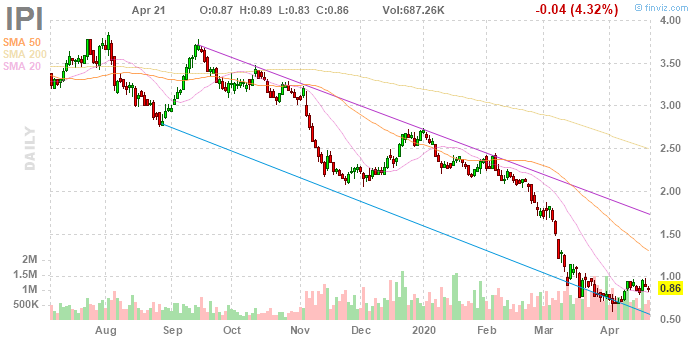 IPI Apr 21 O:0.87 H:0.89 L:0.83 C:0.86 Vol:687.26K -0.04 (4.32%)
© finviz.com
SMA 50
SMA 200
SMA 20
DAILY
4.00
3.50
3.00
2.50
2.00
1.50
1.00
0.86
0.50
2M
1.5M
1M
500K
Aug Sep Oct Nov Dec 2020 Feb Mar Apr